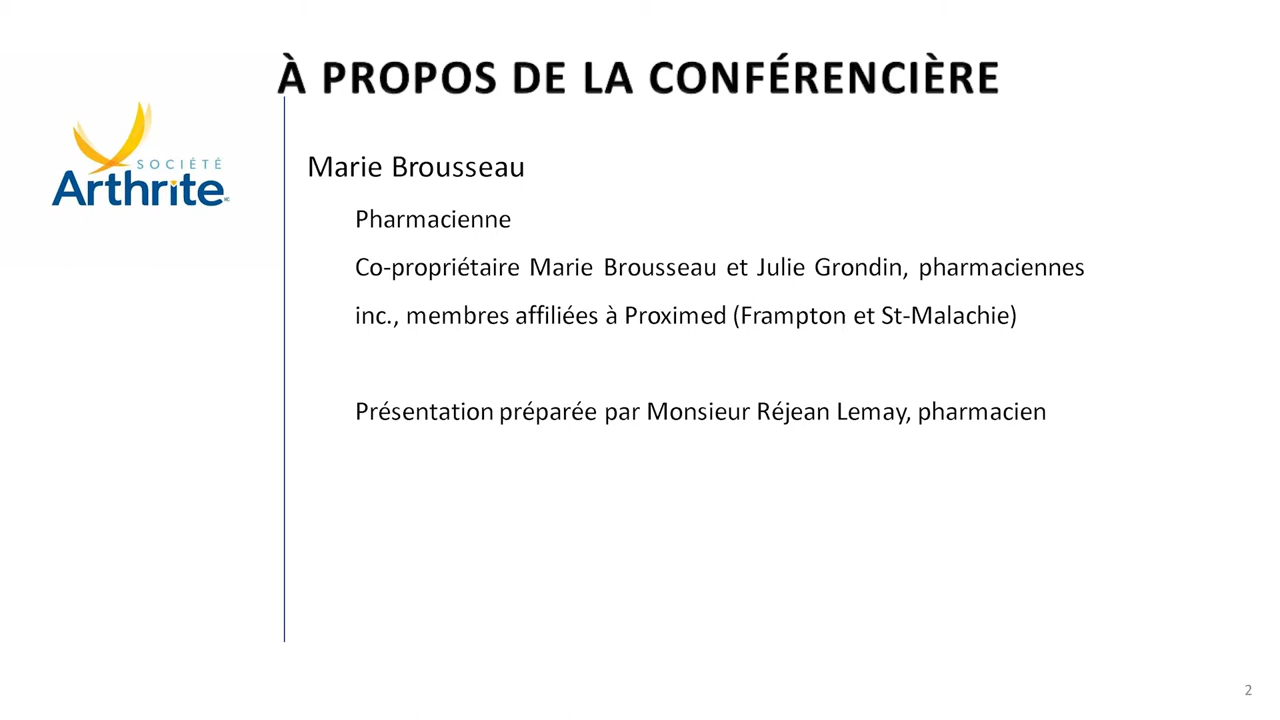 À PROPOS DE LA CONFÉRENCIÈRE
SOCIÉTÉ
Arthrite
Marie Brousseau
Pharmacienne
Co-propriétaire Marie Brousseau et Julie Grondin, pharmaciennes
inc., membres affiliées à Proximed (Frampton et St-Malachie)
Présentation préparée par Monsieur Réjean Lemay, pharmacien
2